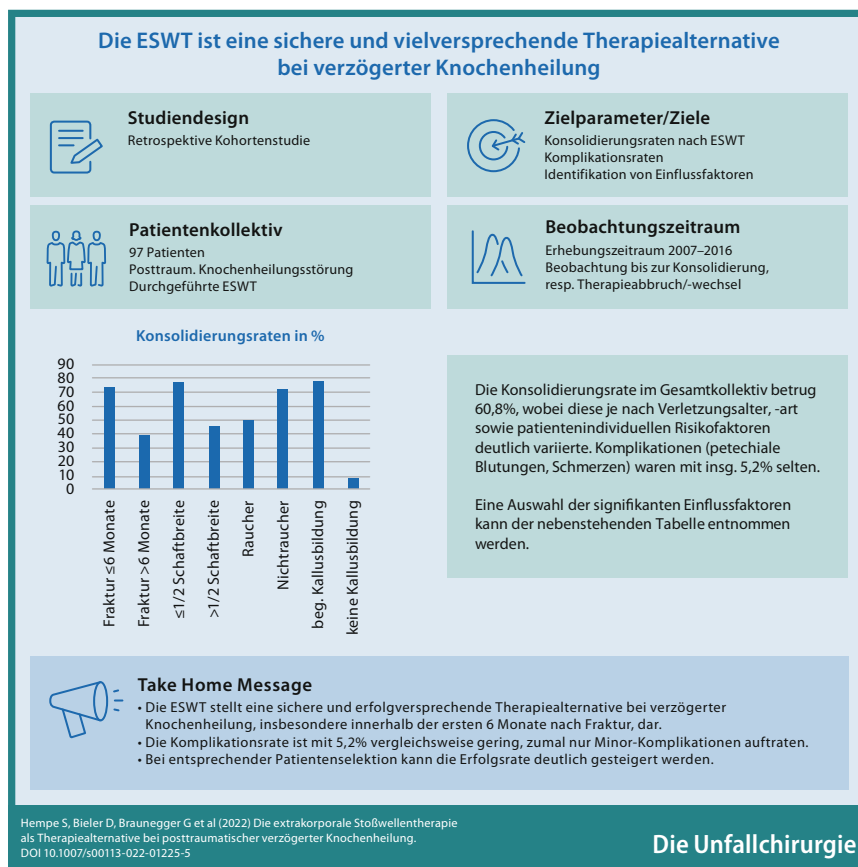 Die ESWT ist eine sichere und vielversprechende Therapiealternative
bei verzögerter Knochenheilung
Studiendesign
Retrospektive Kohortenstudie
Zielparameter/Ziele
Konsolidierungsraten nach ESWT
Komplikationsraten
Identifikation von Einflussfaktoren
Patientenkollektiv
97 Patienten
Posttraum. Knochenheilungsstörung
Durchgeführte ESWT
Beobachtungszeitraum
Erhebungszeitraum 2007–2016
Beobachtung bis zur Konsolidierung,
resp. Therapieabbruch/-wechsel
Konsolidierungsraten in %
90
80
70
60
50
40
30
20
10
0
Fraktur ≤6 Monate
Fraktur >6 Monate
≤1/2 Schaftbreite
>1/2 Schaftbreite
Raucher
Nichtraucher
beg. Kallusbildung
keine Kallusbildung
Die Konsolidierungsrate im Gesamtkollektiv betrug
60,8%, wobei diese je nach Verletzungsalter, -art
sowie patientenindividuellen Risikofaktoren
deutlich variierte. Komplikationen (petechiale
Blutungen, Schmerzen) waren mit insg. 5,2% selten.
Eine Auswahl der signifikanten Einflussfaktoren
kann der nebenstehenden Tabelle entnommen
werden.
Take Home Message
• Die ESWT stellt eine sichere und erfolgversprechende Therapiealternative bei verzögerter
Knochenheilung, insbesondere innerhalb der ersten 6 Monate nach Fraktur, dar.
• Die Komplikationsrate ist mit 5,2% vergleichsweise gering, zumal nur Minor-Komplikationen auftraten.
• Bei entsprechender Patientenselektion kann die Erfolgsrate deutlich gesteigert werden.
Hempe S, Bieler D, Braunegger G et al (2022) Die extrakorporale Stoßwellentherapie
als Therapiealternative bei posttraumatischer verzögerter Knochenheilung.
DOI 10.1007/s00113-022-01225-5
Die Unfallchirurgie